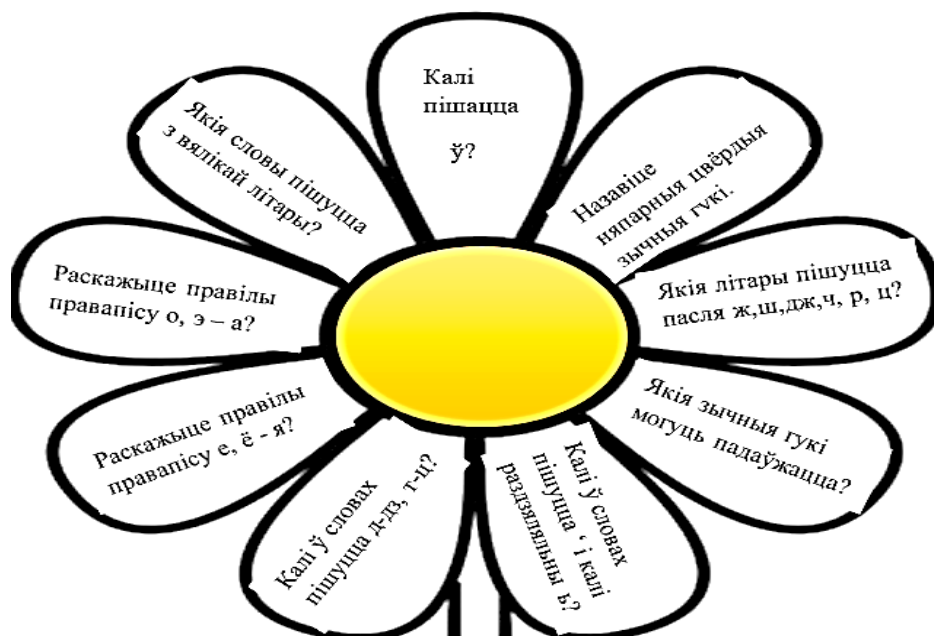 Калі
пішацца
ў?
Назавіце
няпарныя цвёрдыя
зычныя гукі.
Якія літары пішуцца
пасля ж,ш,дж,ч, р, ц?
Якія зычныя гукі
могуць падаўжацца?
Калі ў словах
пішуцца ‘ і калі
раздзяляльны ь?
Калі ў словах
пішуцца д-дз, т-ц?
Раскажыце правілы
правапісу е, ё - я?
Раскажыце правілы
правапісу о, э – а?
Якія словы пішуцца
з вялікай літары?